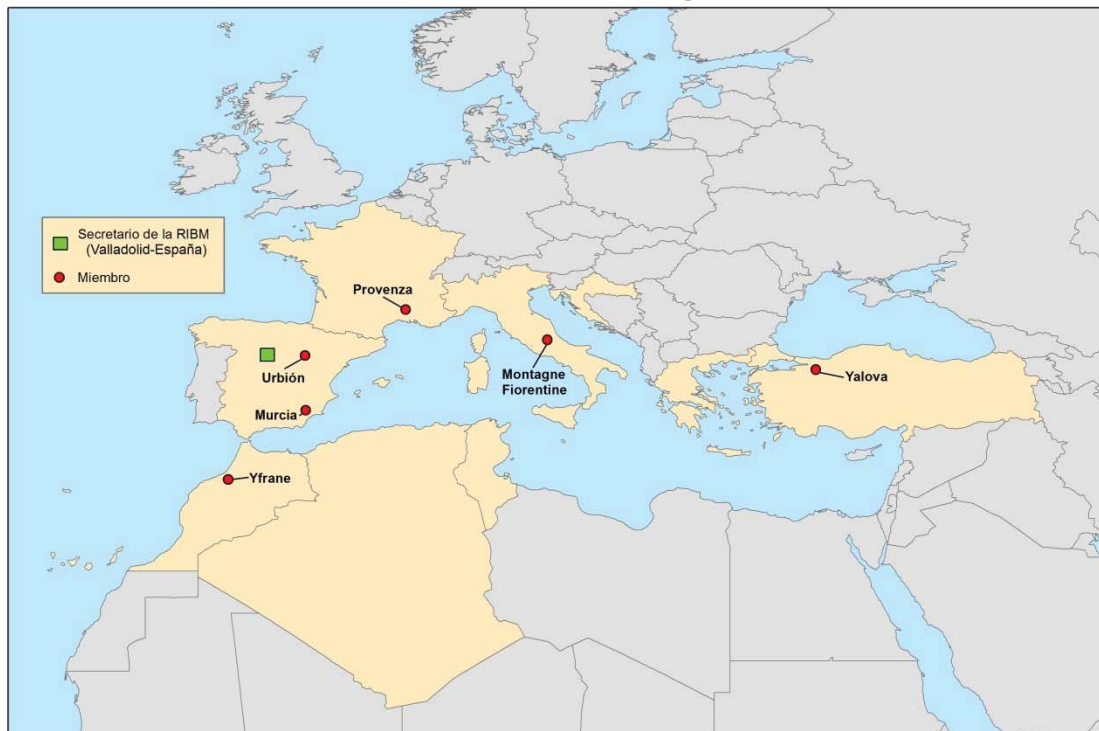 Secretario de la RIBM
(Valladolid-España)
Miembro
Provenza
Urbión
Murcia
Montagne
Fiorentine
Yalova
Yfrane